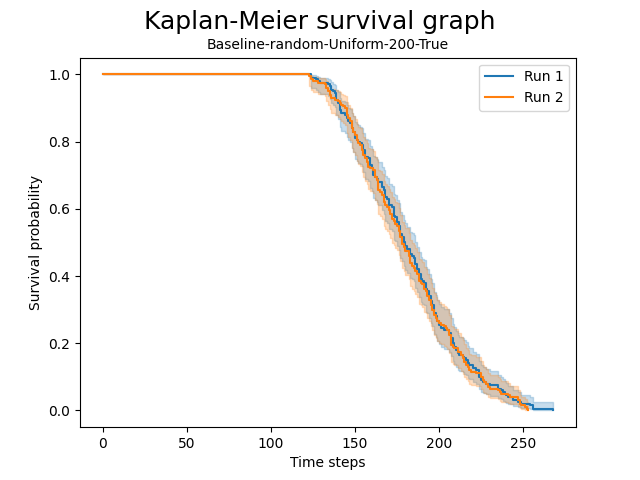 Kaplan-Meier survival graph
Baseline-random-Uniform-200-True
Run 1
Run 2
Survival probability
1.0
0.8
0.6
0.4
0.2
0.0
0 50 100 150 200 250
Time steps